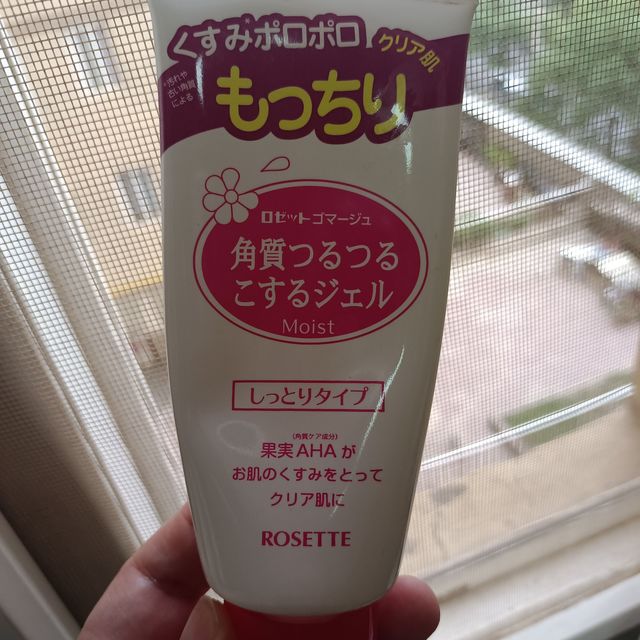 くすみポロポロ
クリア肌
*汚れや
古い角質
による
もっちり
ロゼットゴマージュ
角質つるつる
こするジェル
Moist
しっとりタイプ
(角質ケア成分)
果実AHAが
お肌のくすみをとって
クリア肌に
ROSETTE